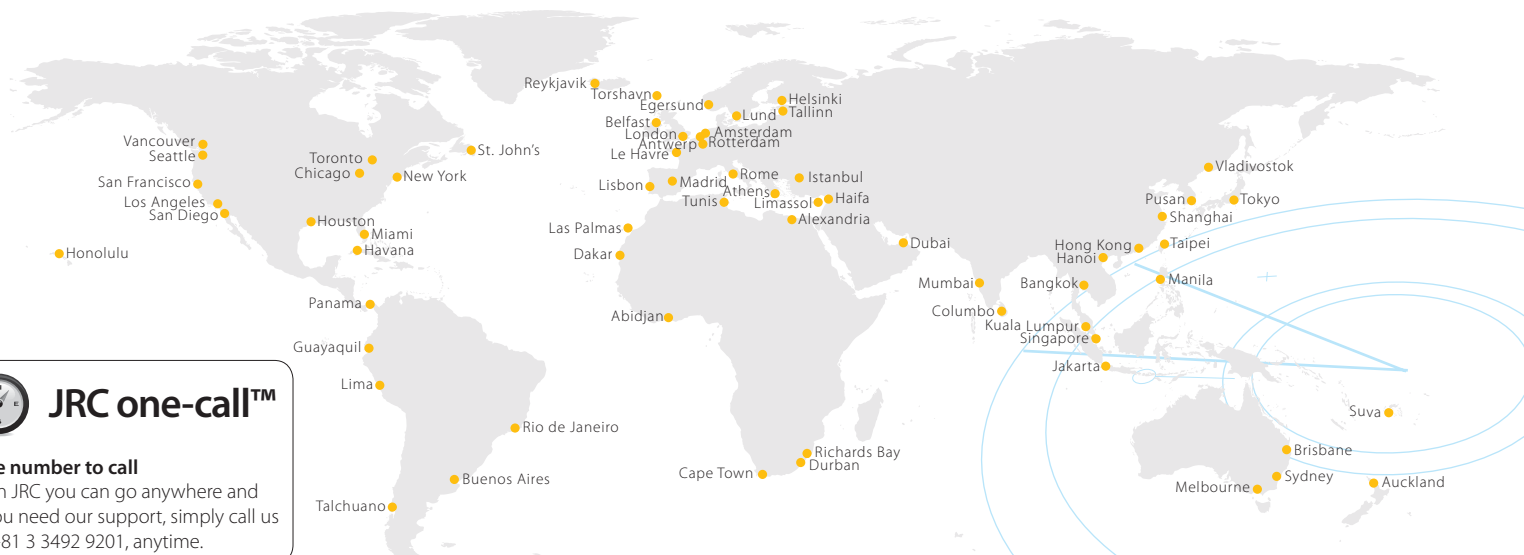 Reykjavik
Torshavn
Egersund
Helsinki
Tallinn
Lund
Belfast
London
Amsterdam
Antwerp
Rotterdam
Le Havre
Vancouver
Seattle
Toronto
Chicago
St. John's
New York
San Francisco
Los Angeles
San Diego
Houston
Miami
Havana
Honolulu
Lisbon
Madrid
Rome
Istanbul
Athens
Tunis
Limassol
Haifa
Alexandria
Las Palmas
Dakar
Dubai
Vladivostok
Pusan
Tokyo
Shanghai
Hong Kong
Taipei
Hanoi
Mumbai
Bangkok
Manila
Columbo
Kuala Lumpur
Singapore
Jakarta
Panama
Abidjan
Guayaquil
Lima
Rio de Janeiro
Buenos Aires
Talchuano
Cape Town
Richards Bay
Durban
Suva
Brisbane
Sydney
Melbourne
Auckland
E
JRC one-call™
number to call
JRC you can go anywhere and
need our support, simply call us
81 3 3492 9201, anytime.